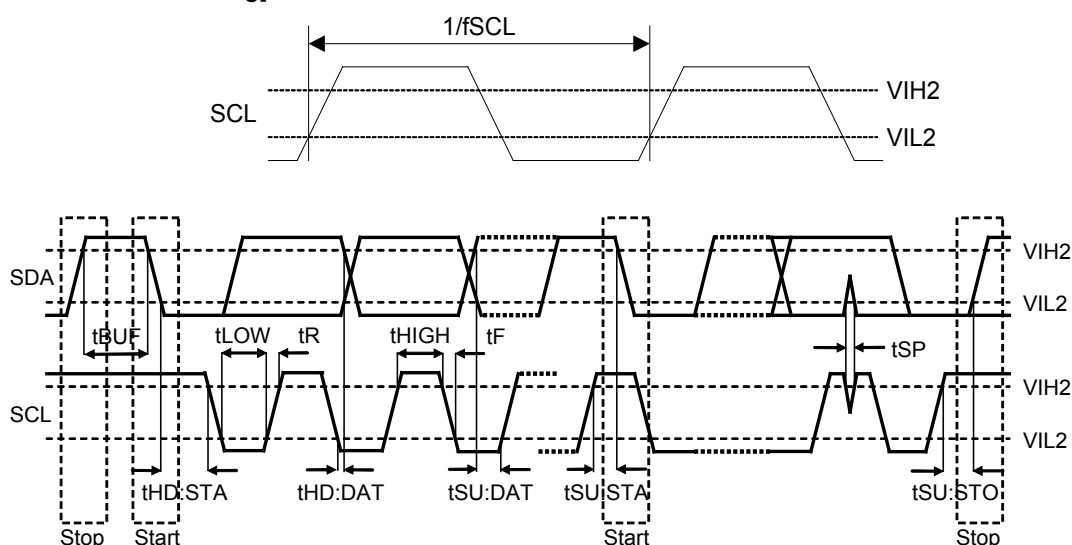 1/fSCL
VIH2
SCL
VIL2
VIH2
SDA
VIL2
tBUF
tLOW
tR
tHIGH
tF
tSP
VIH2
SCL
VIL2
tHD:STA
tHD:DAT
tSU:DAT
tSU:STA
tSU:STO
Stop
Start
Start
Stop